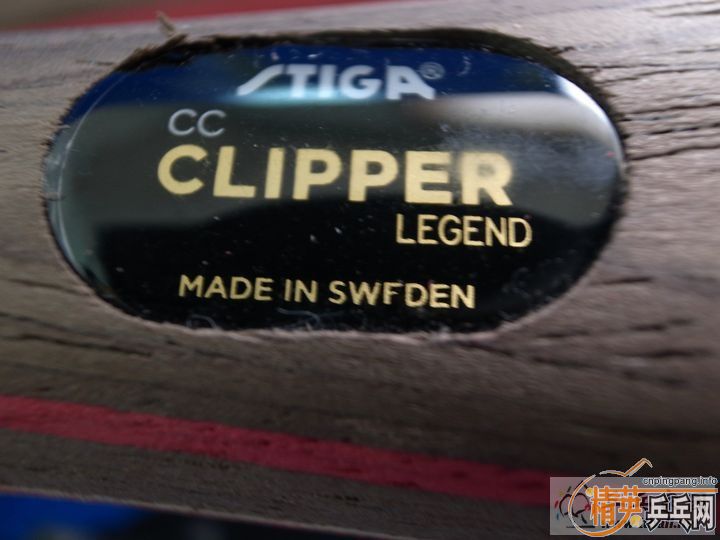 STIGA®
CC
CLIPPER
LEGEND
MADE IN SWFDEN
cnpingpang.info
精英乒乓网